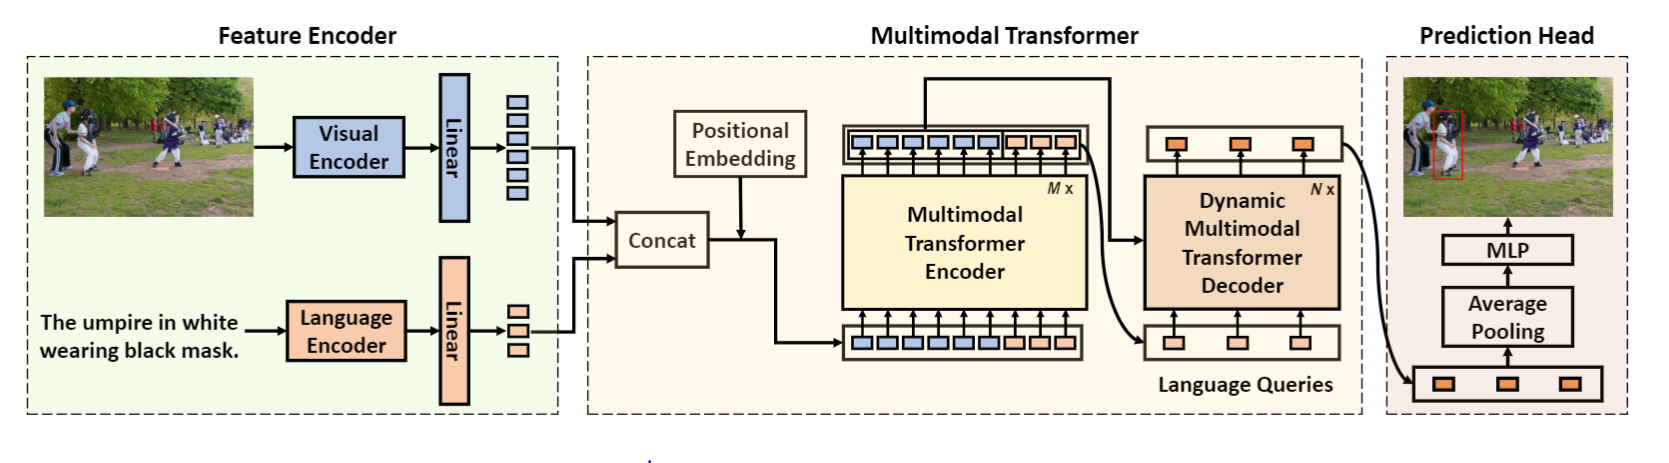 Feature Encoder
Multimodal Transformer
Prediction Head
Visual
Encoder
Linear
The umpire in white
wearing black mask.
Language
Encoder
Linear
Positional
Embedding
Concat
M x
Multimodal
Transformer
Encoder
N x
Dynamic
Multimodal
Transformer
Decoder
Language Queries
MLP
Average
Pooling